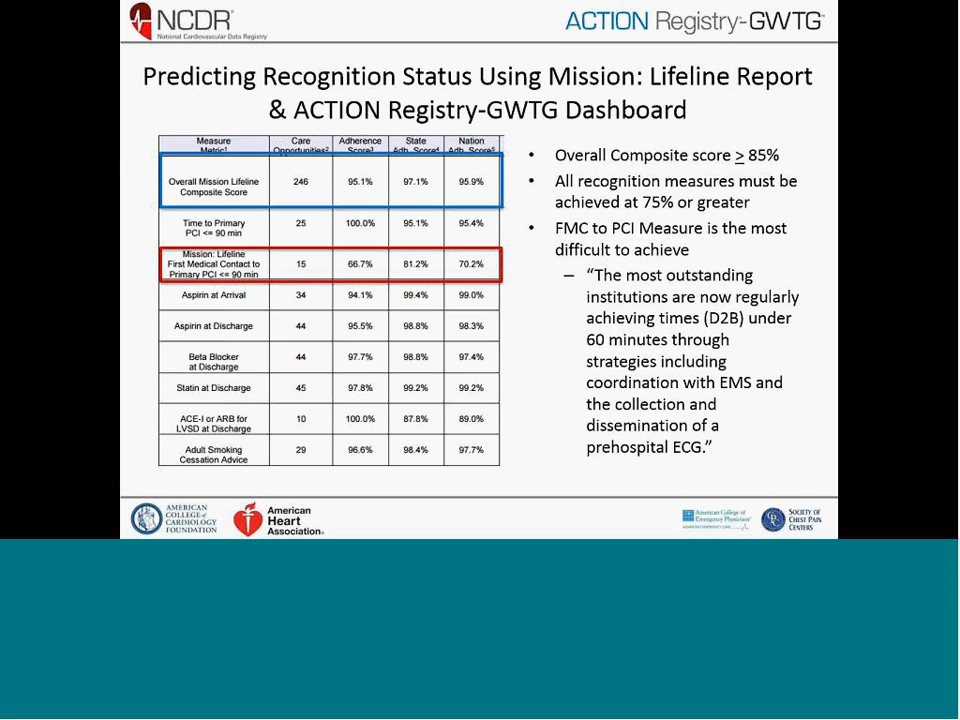 NCDR®
National Cardiovascular Data Registry
ACTION Registry-GWTG™
Predicting Recognition Status Using Mission: Lifeline Report
& ACTION Registry-GWTG Dashboard
Measure Metric¹ Care Opportunities² Adherence Score³ State Adh. Score⁴ Nation Adh. Score⁵
Overall Mission Lifeline Composite Score 246 95.1% 97.1% 95.9%
Time to Primary PCI <= 90 min 25 100.0% 95.1% 95.4%
Mission: Lifeline First Medical Contact to Primary PCI <= 90 min 15 66.7% 81.2% 70.2%
Aspirin at Arrival 34 94.1% 99.4% 99.0%
Aspirin at Discharge 44 95.5% 98.8% 98.3%
Beta Blocker at Discharge 44 97.7% 98.8% 97.4%
Statin at Discharge 45 97.8% 99.2% 99.2%
ACE-I or ARB for LVSD at Discharge 10 100.0% 87.8% 89.0%
Adult Smoking Cessation Advice 29 96.6% 98.4% 97.7%
• Overall Composite score ≥ 85%
• All recognition measures must be
achieved at 75% or greater
• FMC to PCI Measure is the most
difficult to achieve
– “The most outstanding
institutions are now regularly
achieving times (D2B) under
60 minutes through
strategies including
coordination with EMS and
the collection and
dissemination of a
prehospital ECG.”
AMERICAN
COLLEGE of
CARDIOLOGY
FOUNDATION
American
Heart
Association®
American College of
Emergency Physicians®
SOCIETY OF
CHEST PAIN
CENTERS